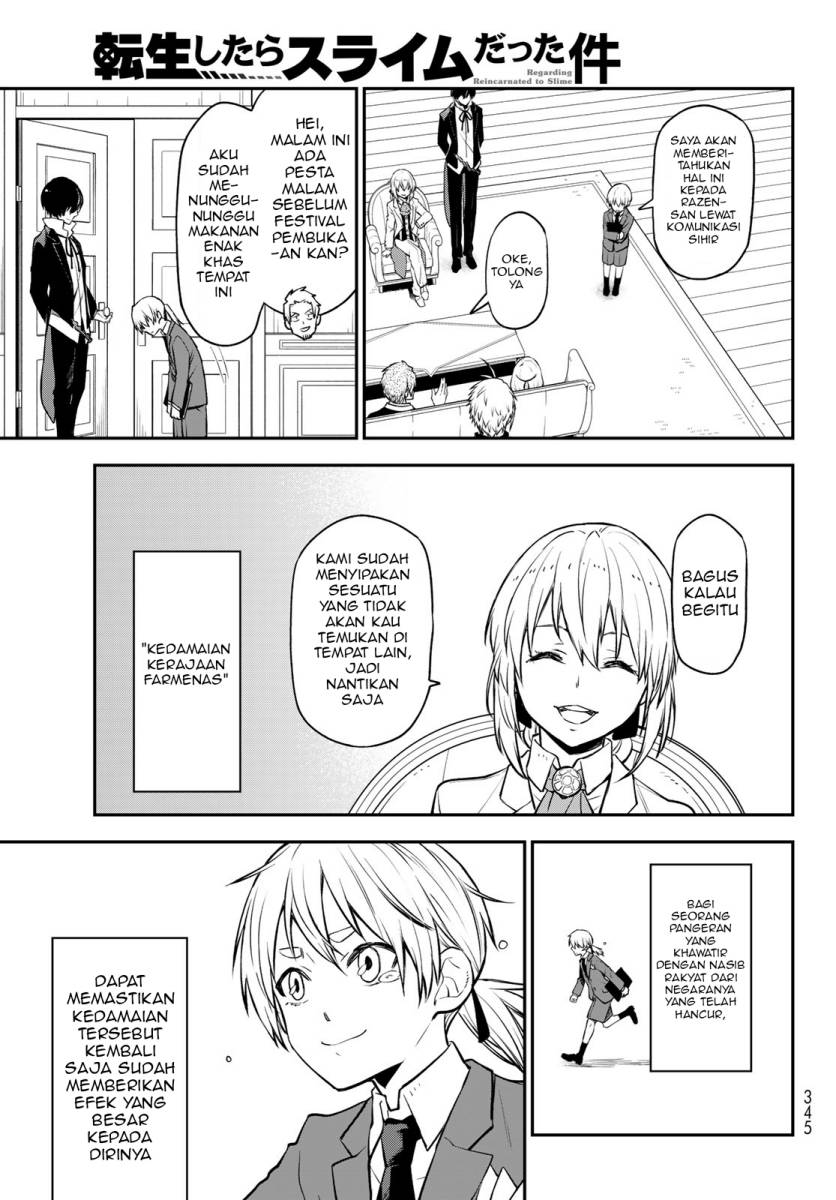 転生したらスライムだった件
Regarding
Reincarnated to Slime
SAYA AKAN
MEMBERI-
TAHUKAN
HAL INI
KEPADA
RAZEN-
SAN LEWAT
KOMUNIKASI
SIHIR
OKE,
TOLONG
YA
HEI,
MALAM INI
ADA
PESTA
MALAM
SEBELUM
FESTIVAL
PEMBUKA
-AN KAN?
AKU
SUDAH
ME-
NUNGGU-
NUNGGU
MAKANAN
ENAK
KHAS
TEMPAT
INI
BAGUS
KALAU
BEGITU
KAMI SUDAH
MENYIPAKAN
SESUATU
YANG TIDAK
AKAN KAU
TEMUKAN DI
TEMPAT LAIN,
JADI
NANTIKAN
SAJA
"KEDAMAIAN
KERAJAAN
FARMENAS"
BAGI
SEORANG
PANGERAN
YANG
KHAWATIR
DENGAN NASIB
RAKYAT DARI
NEGARANYA
YANG TELAH
HANCUR,
DAPAT
MEMASTIKAN
KEDAMAIAN
TERSEBUT
KEMBALI
SAJA SUDAH
MEMBERIKAN
EFEK YANG
BESAR
KEPADA
DIRINYA
345